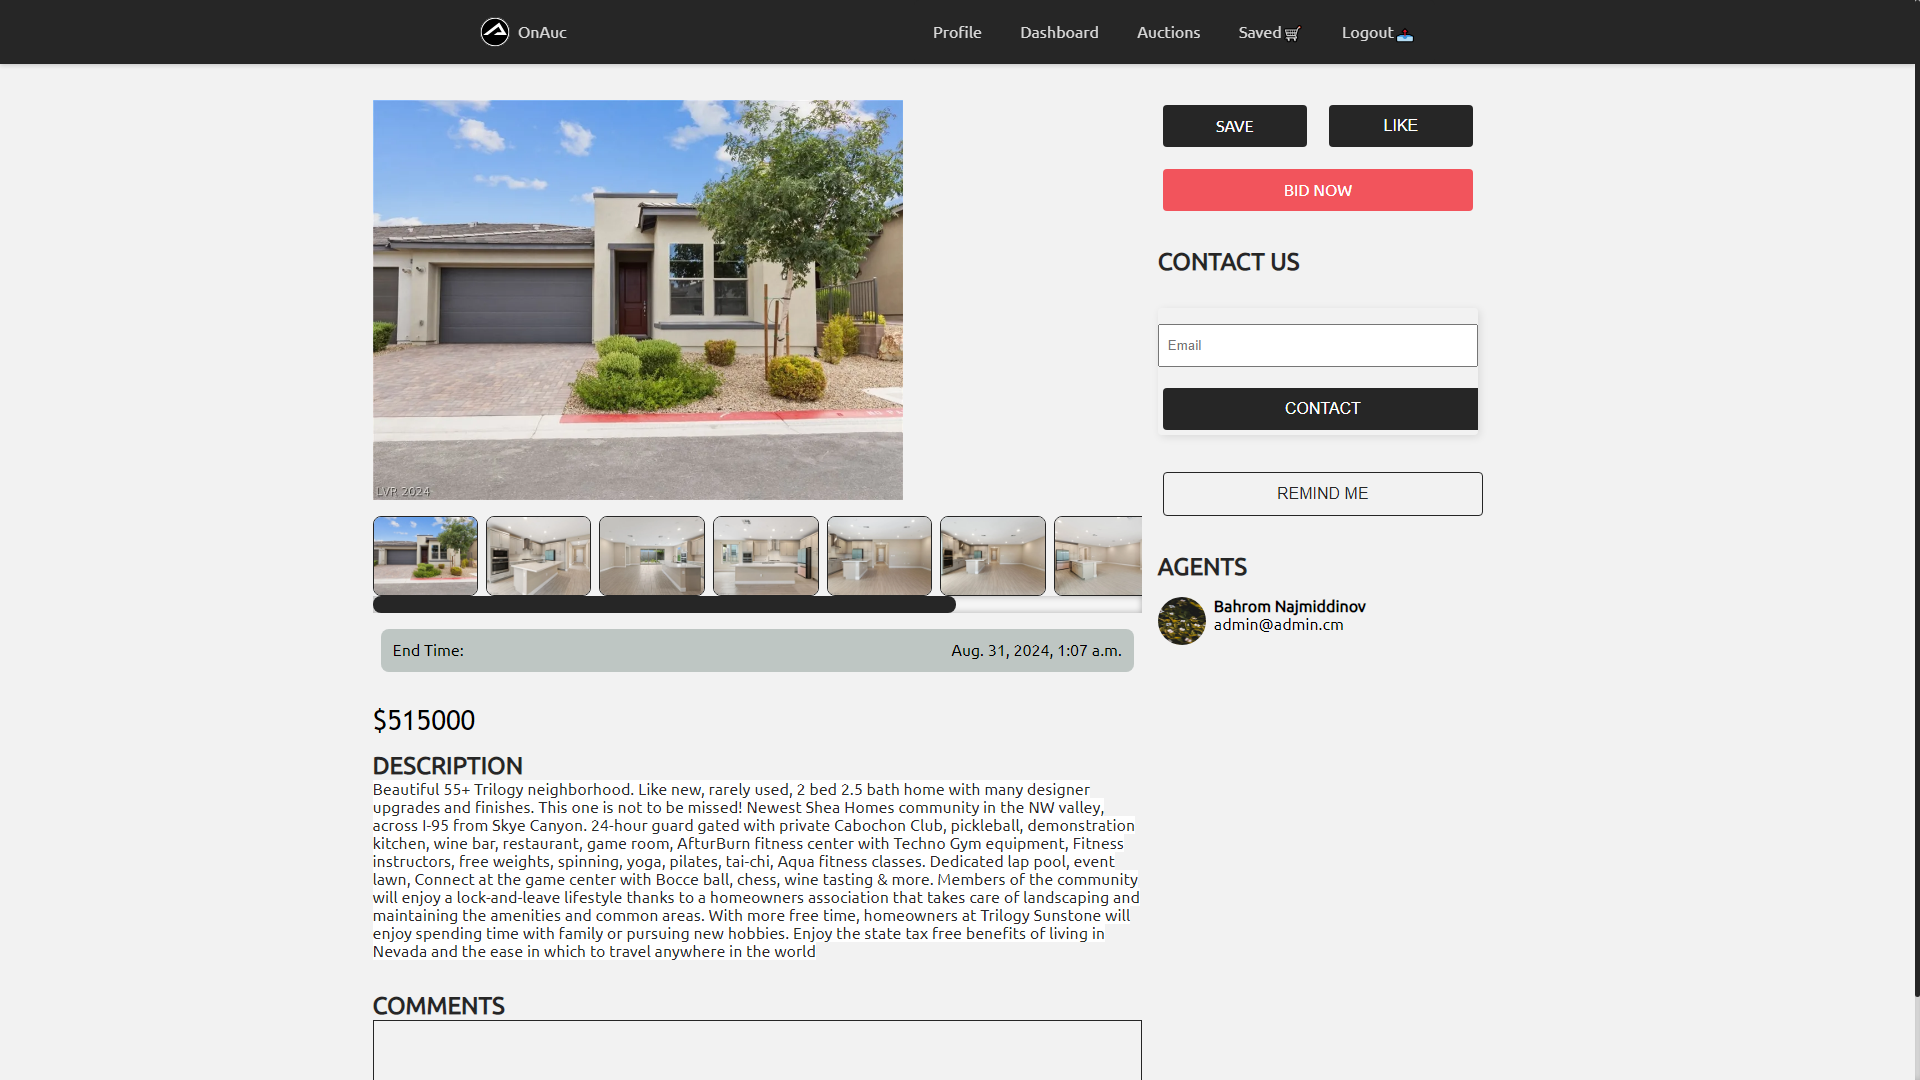 OnAuc
Profile
Dashboard
Auctions
Saved
Logout
SAVE
LIKE
BID NOW
CONTACT US
Email
CONTACT
REMIND ME
AGENTS
Bahrom Najmiddinov
admin@admin.cm
LVR 2024
End Time:
Aug. 31, 2024, 1:07 a.m.
$515000
DESCRIPTION
Beautiful 55+ Trilogy neighborhood. Like new, rarely used, 2 bed 2.5 bath home with many designer
upgrades and finishes. This one is not to be missed! Newest Shea Homes community in the NW valley,
across I-95 from Skye Canyon. 24-hour guard gated with private Cabochon Club, pickleball, demonstration
kitchen, wine bar, restaurant, game room, AfturBurn fitness center with Techno Gym equipment, Fitness
instructors, free weights, spinning, yoga, pilates, tai-chi, Aqua fitness classes. Dedicated lap pool, event
lawn, Connect at the game center with Bocce ball, chess, wine tasting & more. Members of the community
will enjoy a lock-and-leave lifestyle thanks to a homeowners association that takes care of landscaping and
maintaining the amenities and common areas. With more free time, homeowners at Trilogy Sunstone will
enjoy spending time with family or pursuing new hobbies. Enjoy the state tax free benefits of living in
Nevada and the ease in which to travel anywhere in the world
COMMENTS